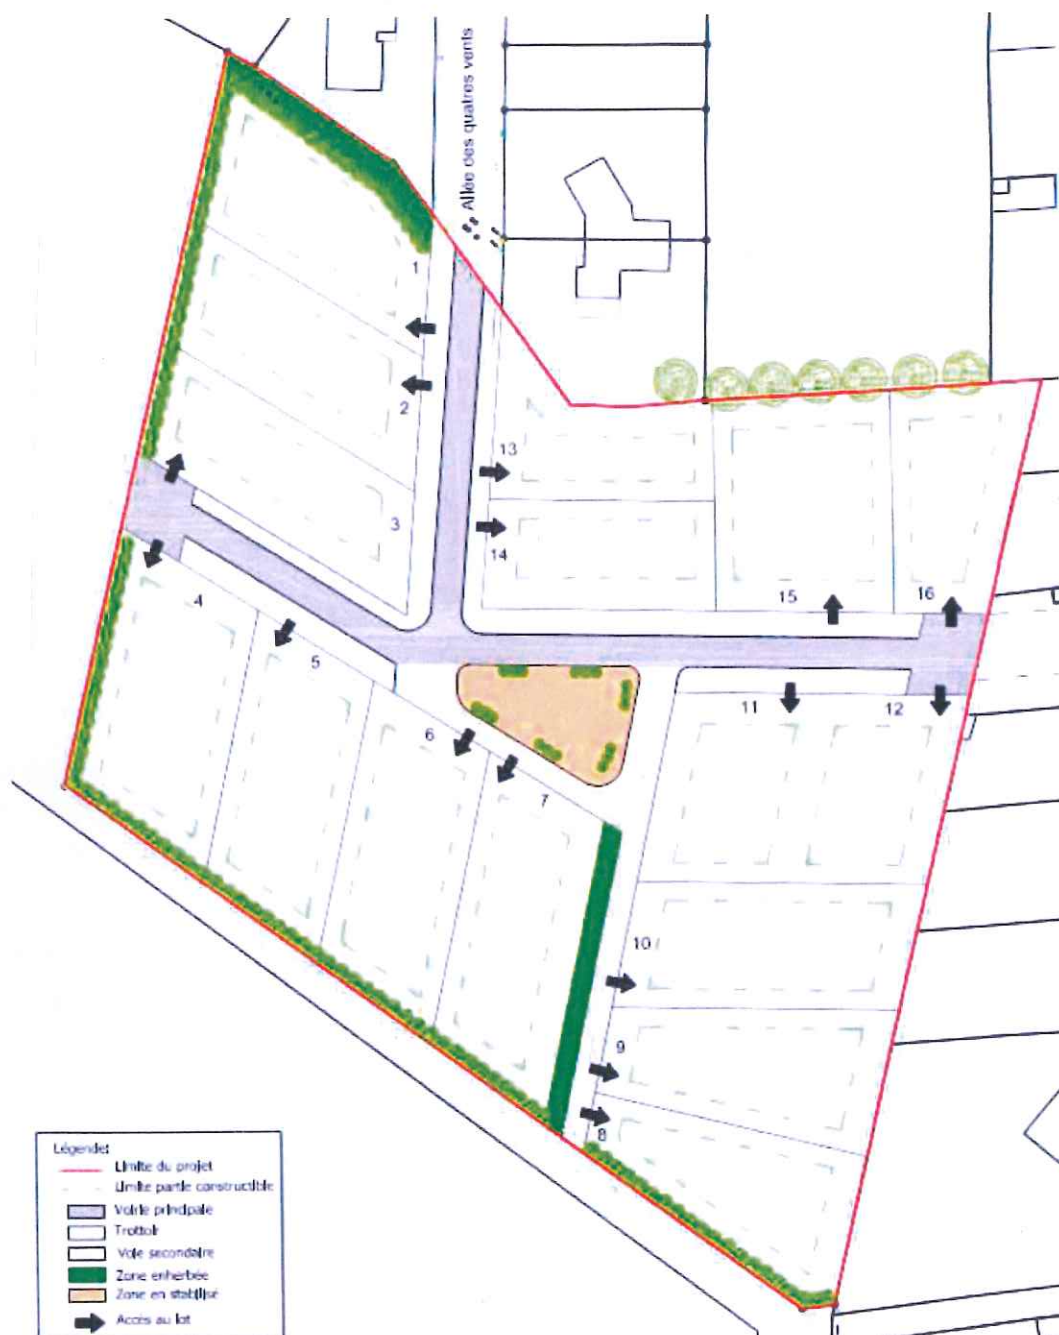 Allée des quatres vents
1
2
3
13
14
15
16
4
5
6
7
11
12
10
9
8
Légende:
Limite du projet
Limite partie constructible
Voirie principale
Trottoir
Voie secondaire
Zone enherbée
Zone en stabilisé
Accès au lot